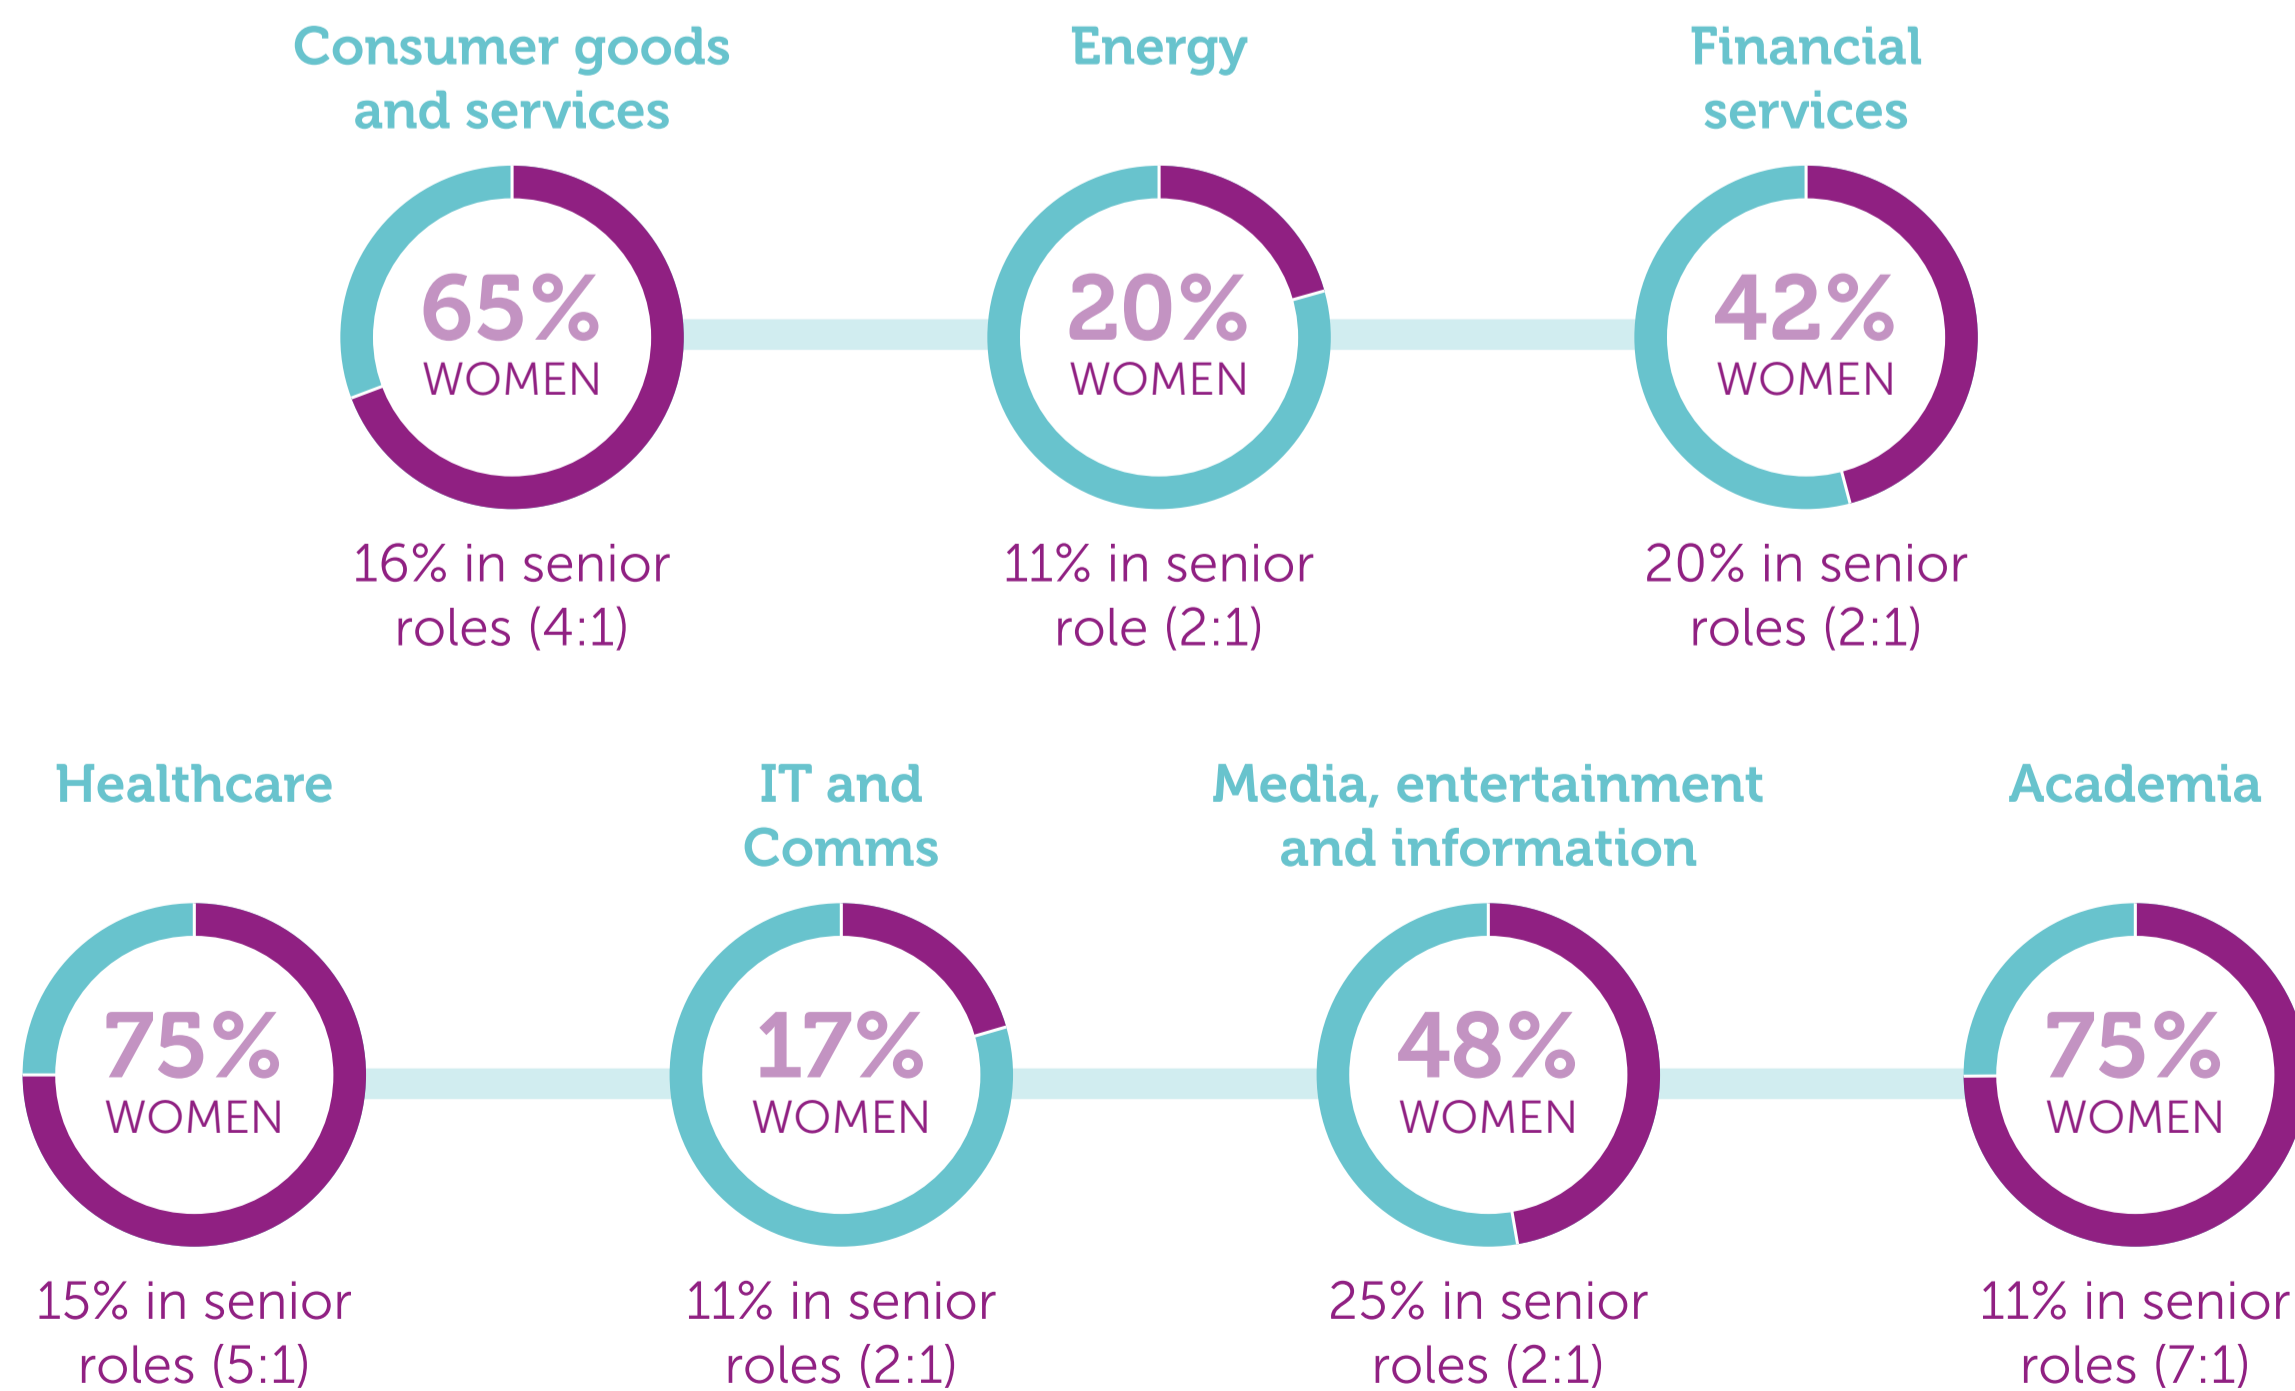 Consumer goods
and services
Energy
Financial
services
65%
WOMEN
20%
WOMEN
42%
WOMEN
16% in senior
roles (4:1)
11% in senior
role (2:1)
20% in senior
roles (2:1)
Healthcare
IT and
Comms
Media, entertainment
and information
Academia
75%
WOMEN
17%
WOMEN
48%
WOMEN
75%
WOMEN
15% in senior
roles (5:1)
11% in senior
roles (2:1)
25% in senior
roles (2:1)
11% in senior
roles (7:1)